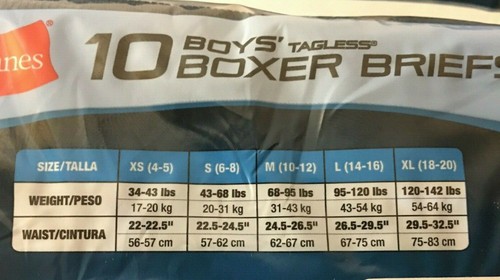 anes
10 BOYS' TAGLESS®
BOXER BRIEFS
SIZE/TALLA XS (4-5) S (6-8) M (10-12) L (14-16) XL (18-20)
WEIGHT/PESO 34-43 lbs 43-68 lbs 68-95 lbs 95-120 lbs 120-142 lbs
17-20 kg 20-31 kg 31-43 kg 43-54 kg 54-64 kg
WAIST/CINTURA 22-22.5" 22.5-24.5" 24.5-26.5" 26.5-29.5" 29.5-32.5"
56-57 cm 57-62 cm 62-67 cm 67-75 cm 75-83 cm